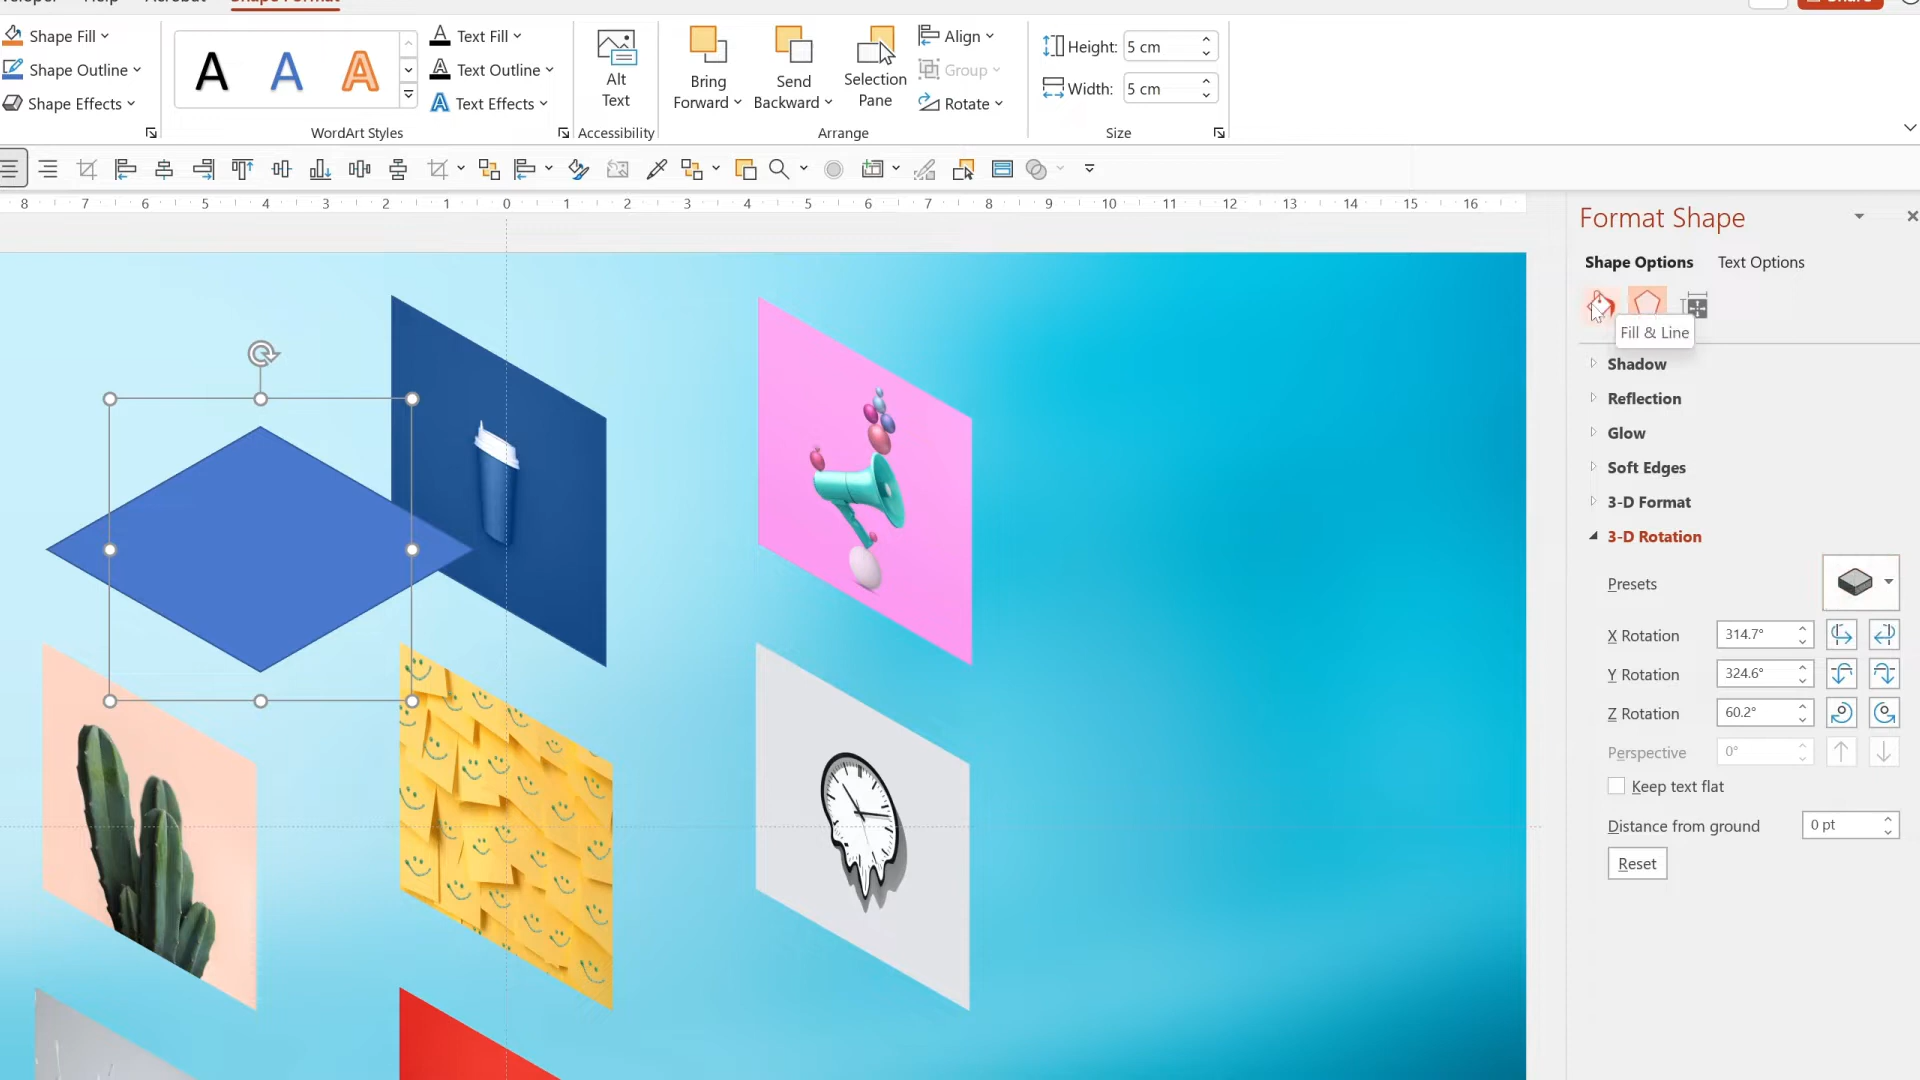 Help Acrobat Shape Format Share
Shape Fill
Shape Outline
Shape Effects
A A A
WordArt Styles
Text Fill
Text Outline
Text Effects
Alt
Text
Accessibility
Bring
Forward
Send
Backward
Selection
Pane
Align
Group
Rotate
Arrange
Height: 5 cm
Width: 5 cm
Size
8 7 6 5 4 3 2 1 0 1 2 3 4 5 6 7 8 9 10 11 12 13 14 15 16
Format Shape
Shape Options Text Options
Fill & Line
Shadow
Reflection
Glow
Soft Edges
3-D Format
3-D Rotation
Presets
X Rotation 314.7°
Y Rotation 324.6°
Z Rotation 60.2°
Perspective 0°
Keep text flat
Distance from ground 0 pt
Reset